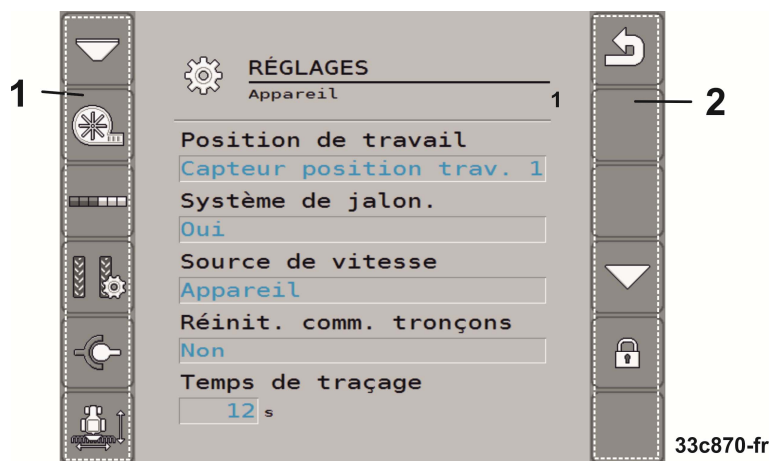 1
RÉGLAGES
Appareil
1
2
Position de travail
Capteur position trav. 1
Système de jalon.
Oui
Source de vitesse
Appareil
Réinit. comm. tronçons
Non
Temps de traçage
12 s
33c870-fr